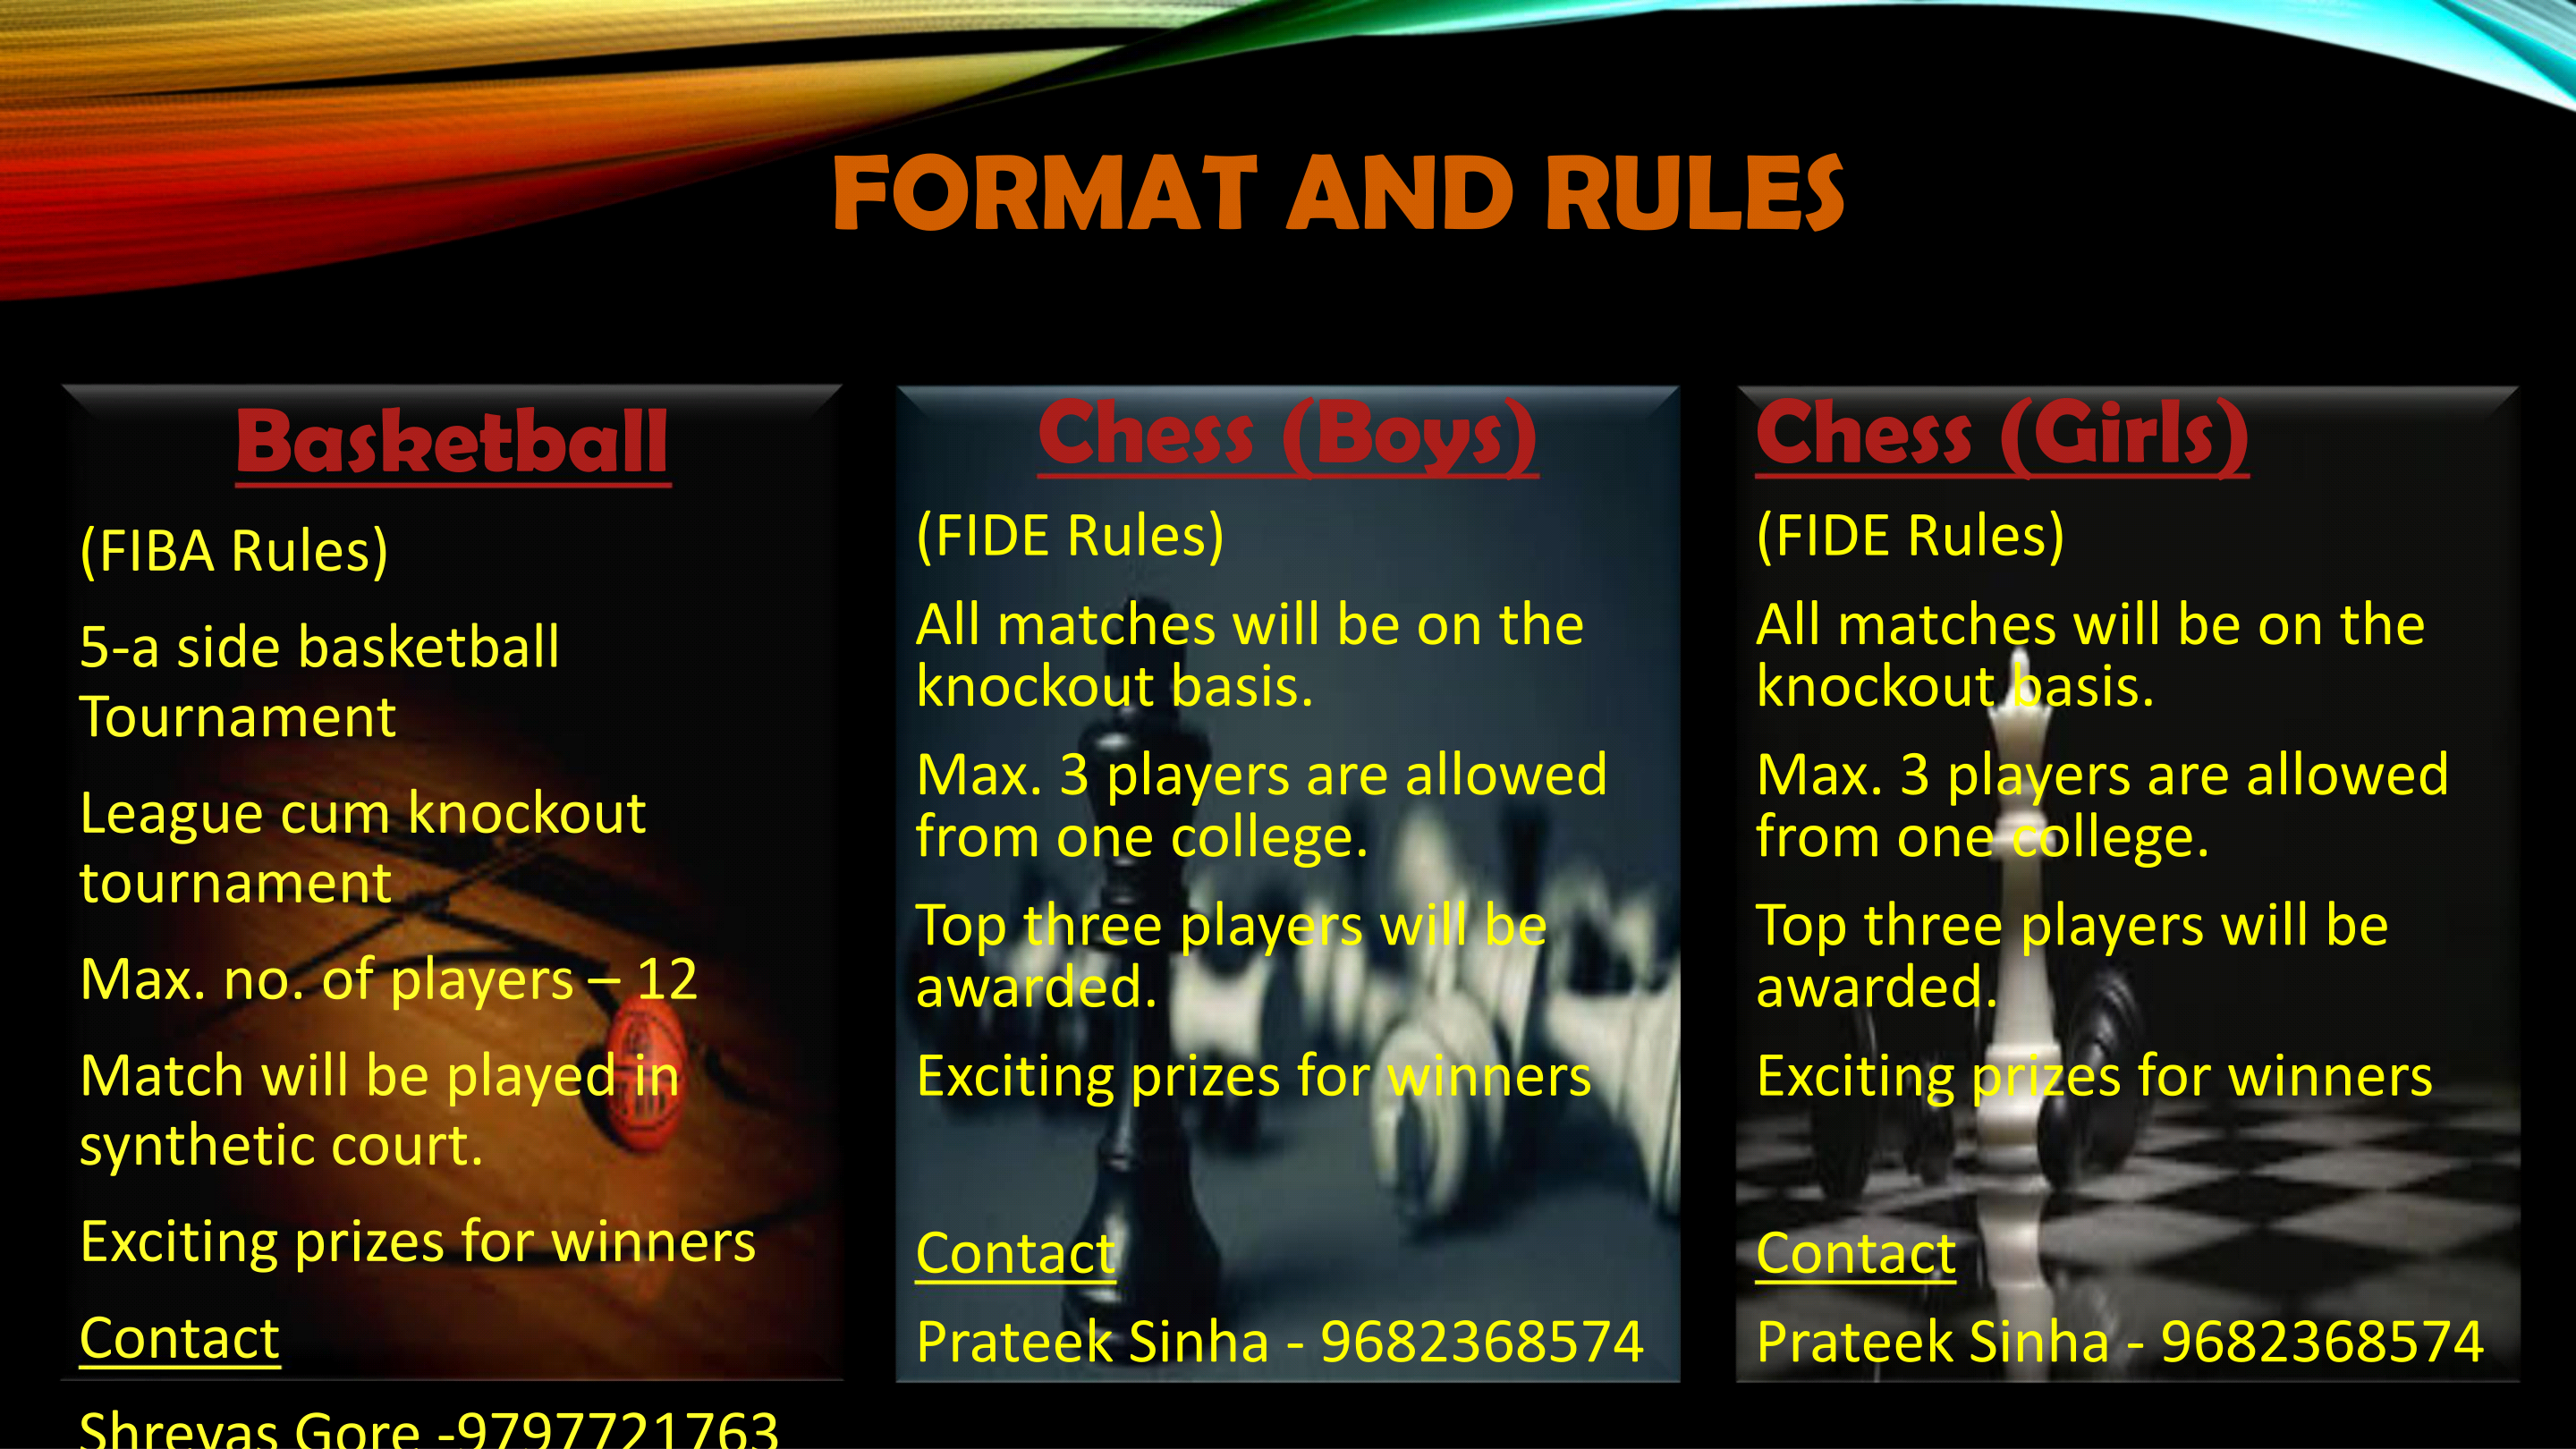 FORMAT AND RULES
Basketball
(FIBA Rules)
5-a side basketball
Tournament
League cum knockout
tournament
Max. no. of players – 12
Match will be played in
synthetic court.
Exciting prizes for winners
Contact
Shreyas Gore -9797721763
Chess (Boys)
(FIDE Rules)
All matches will be on the
knockout basis.
Max. 3 players are allowed
from one college.
Top three players will be
awarded.
Exciting prizes for winners
Contact
Prateek Sinha - 9682368574
Chess (Girls)
(FIDE Rules)
All matches will be on the
knockout basis.
Max. 3 players are allowed
from one college.
Top three players will be
awarded.
Exciting prizes for winners
Contact
Prateek Sinha - 9682368574